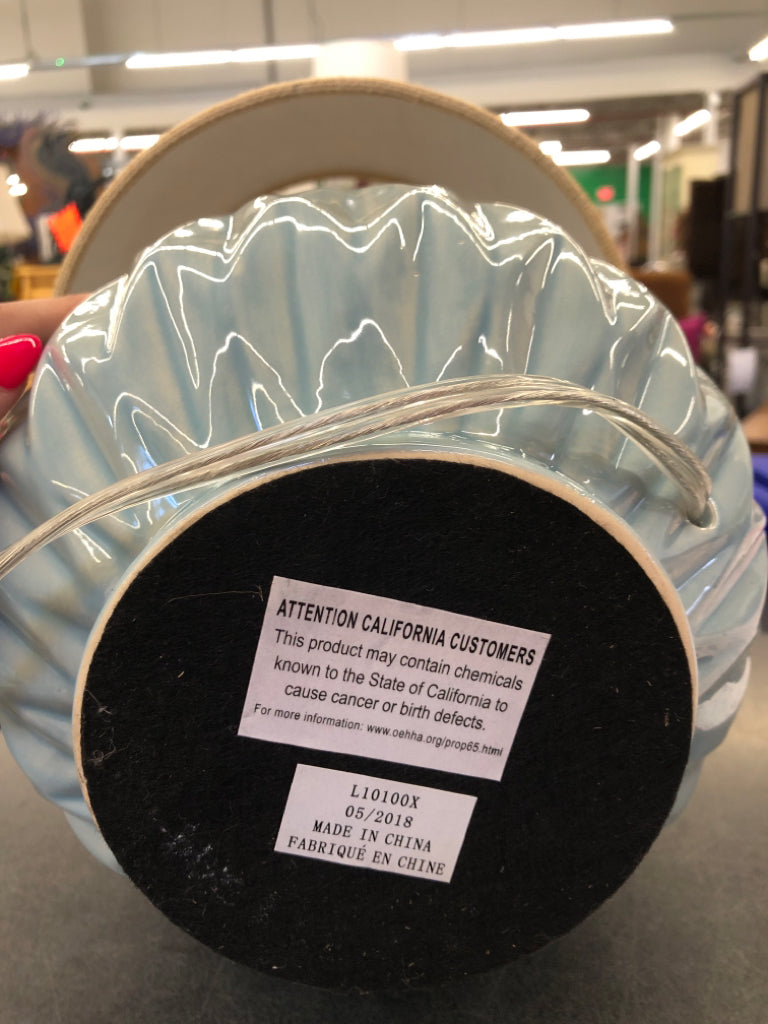 ATTENTION CALIFORNIA CUSTOMERS
This product may contain chemicals
known to the State of California to
cause cancer or birth defects.
For more information: www.oehha.org/prop65.html
L10100X
05/2018
MADE IN CHINA
FABRIQUÉ EN CHINE